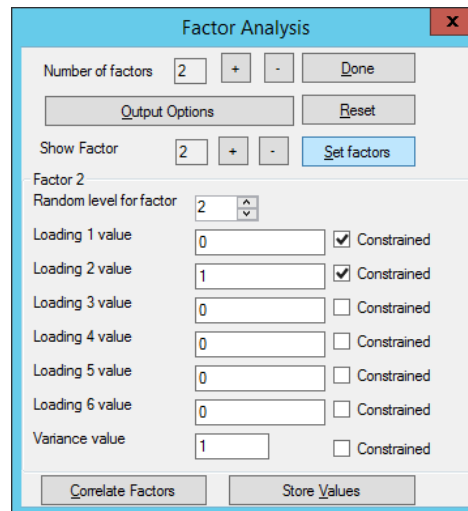 Factor Analysis
x
Number of factors 2 + - Done
Output Options Reset
Show Factor 2 + - Set factors
Factor 2
Random level for factor 2
Loading 1 value 0 Constrained
Loading 2 value 1 Constrained
Loading 3 value 0 Constrained
Loading 4 value 0 Constrained
Loading 5 value 0 Constrained
Loading 6 value 0 Constrained
Variance value 1 Constrained
Correlate Factors Store Values